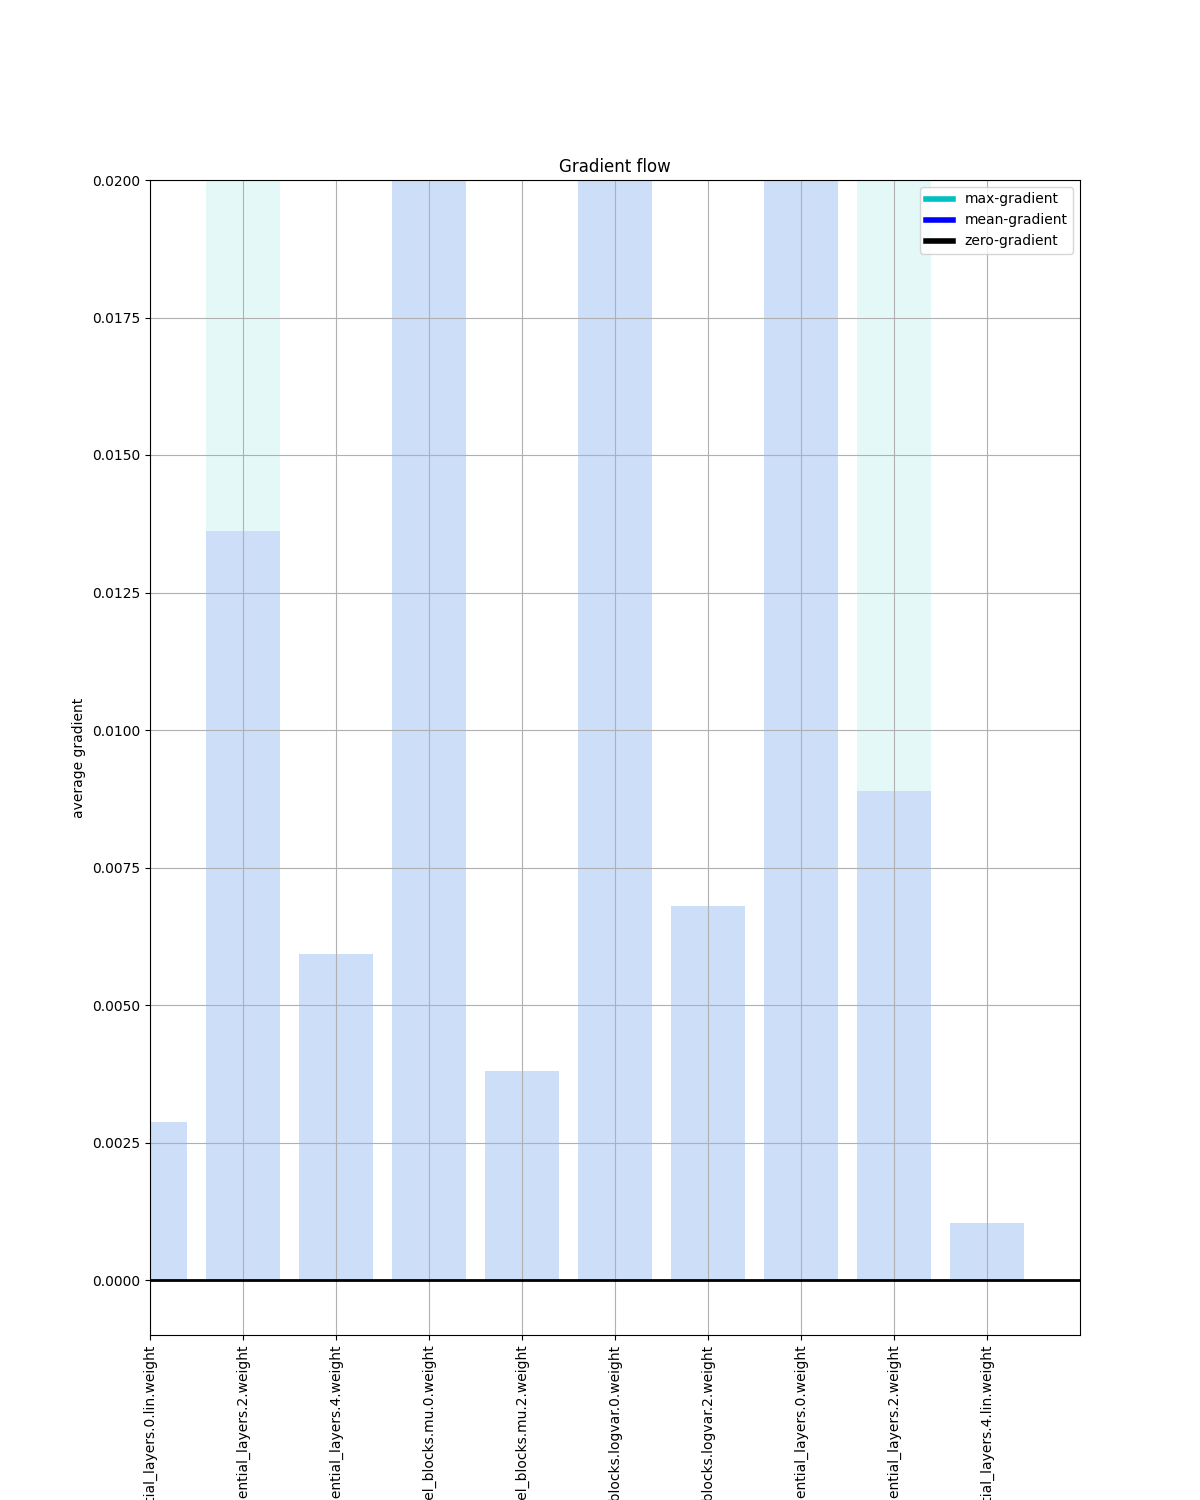 Gradient flow
max-gradient
mean-gradient
zero-gradient
0.0200
0.0175
0.0150
0.0125
0.0100
0.0075
0.0050
0.0025
0.0000
average gradient
tial_layers.0.lin.weight
ential_layers.2.weight
ential_layers.4.weight
el_blocks.mu.0.weight
el_blocks.mu.2.weight
blocks.logvar.0.weight
blocks.logvar.2.weight
ential_layers.0.weight
ential_layers.2.weight
tial_layers.4.lin.weight